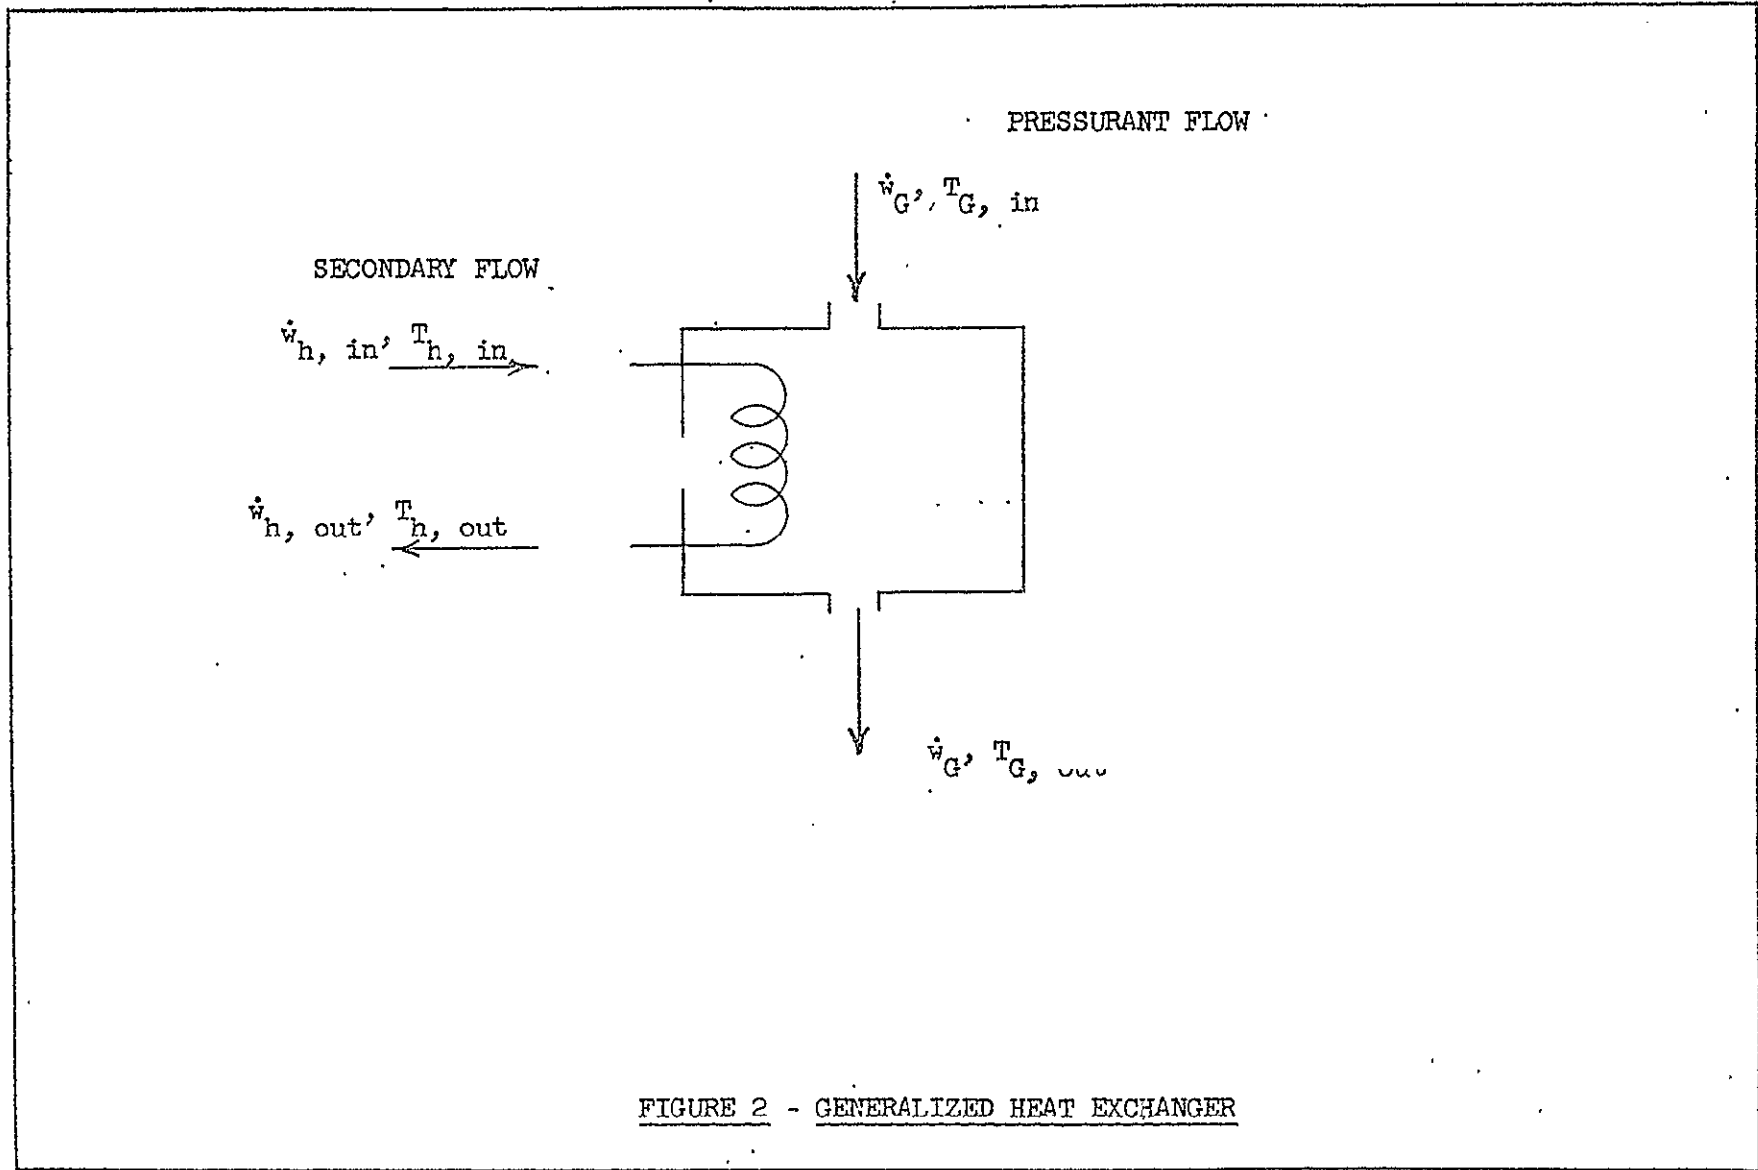 PRESSURANT FLOW
ẇG, TG, in
SECONDARY FLOW
ẇh, in, Th, in
ẇh, out, Th, out
ẇG, TG,
FIGURE 2 - GENERALIZED HEAT EXCHANGER